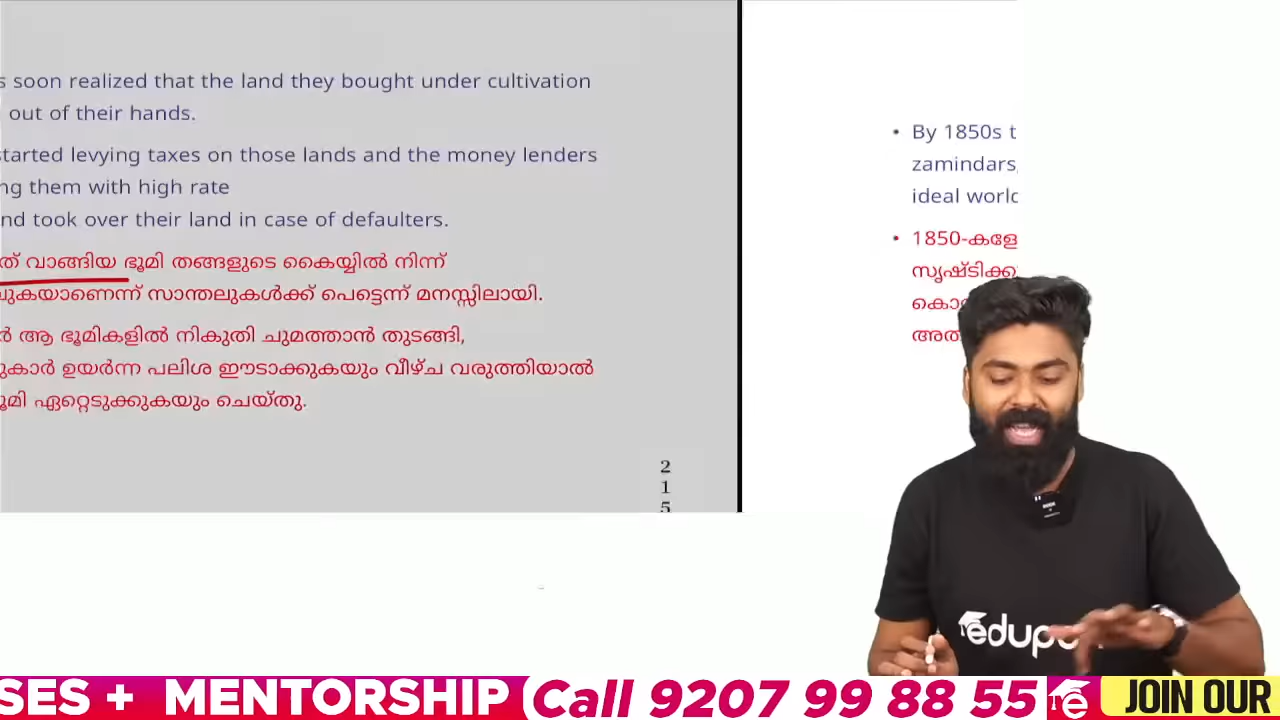 s soon realized that the land they bought under cultivation
out of their hands.
started levying taxes on those lands and the money lenders
ng them with high rate
nd took over their land in case of defaulters.
ത് വാങ്ങിയ ഭൂമി തങ്ങളുടെ കൈയ്യിൽ നിന്ന്
വുകയാണെന്ന് സാന്തലുകൾക്ക് പെട്ടെന്ന് മനസ്സിലായി.
ർ ആ ഭൂമികളിൽ നികുതി ചുമത്താൻ തുടങ്ങി,
ുകാർ ഉയർന്ന പലിശ ഈടാക്കുകയും വീഴ്ച വരുത്തിയാൽ
ൂമി ഏറ്റെടുക്കുകയും ചെയ്തു.
2
1
5
• By 1850s t
zamindars,
ideal world
• 1850-കളോ
സൃഷ്ടിക്കാ
കൊ
അത
edupo
SES + MENTORSHIP (Call 9207 99 88 55 e JOIN OUR